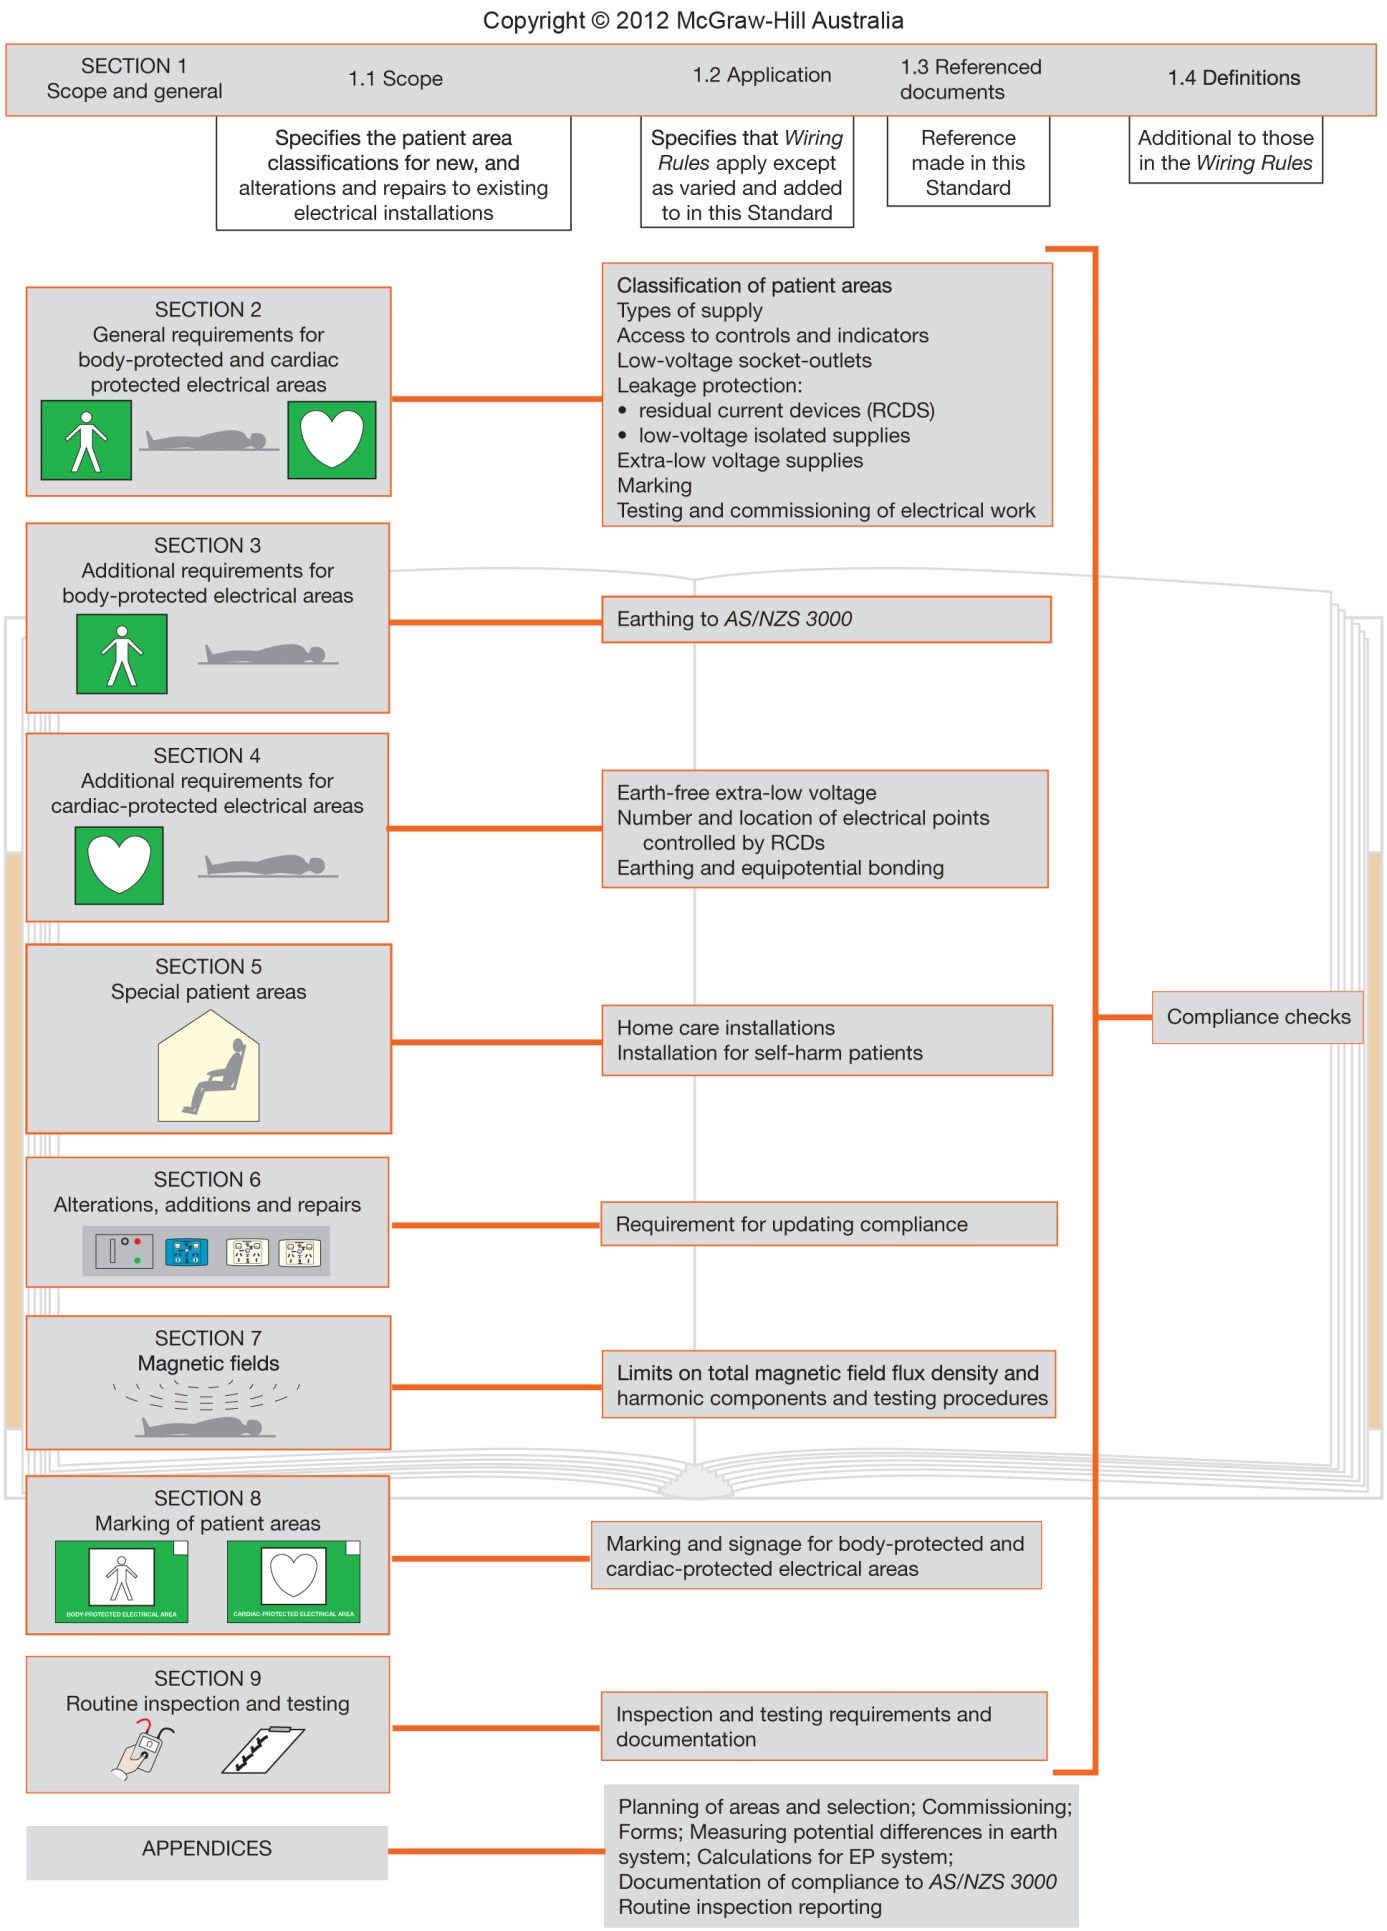 Copyright © 2012 McGraw-Hill Australia
SECTION 1
Scope and general
1.1 Scope
1.2 Application
1.3 Referenced
documents
1.4 Definitions
Specifies the patient area
classifications for new, and
alterations and repairs to existing
electrical installations
Specifies that Wiring
Rules apply except
as varied and added
to in this Standard
Reference
made in this
Standard
Additional to those
in the Wiring Rules
SECTION 2
General requirements for
body-protected and cardiac
protected electrical areas
Classification of patient areas
Types of supply
Access to controls and indicators
Low-voltage socket-outlets
Leakage protection:
• residual current devices (RCDS)
• low-voltage isolated supplies
Extra-low voltage supplies
Marking
Testing and commissioning of electrical work
SECTION 3
Additional requirements for
body-protected electrical areas
Earthing to AS/NZS 3000
SECTION 4
Additional requirements for
cardiac-protected electrical areas
Earth-free extra-low voltage
Number and location of electrical points
controlled by RCDs
Earthing and equipotential bonding
SECTION 5
Special patient areas
Home care installations
Installation for self-harm patients
Compliance checks
SECTION 6
Alterations, additions and repairs
Requirement for updating compliance
SECTION 7
Magnetic fields
Limits on total magnetic field flux density and
harmonic components and testing procedures
SECTION 8
Marking of patient areas
BODY-PROTECTED ELECTRICAL AREA
CARDIAC-PROTECTED ELECTRICAL AREA
Marking and signage for body-protected and
cardiac-protected electrical areas
SECTION 9
Routine inspection and testing
Ω
Inspection and testing requirements and
documentation
APPENDICES
Planning of areas and selection; Commissioning;
Forms; Measuring potential differences in earth
system; Calculations for EP system;
Documentation of compliance to AS/NZS 3000
Routine inspection reporting